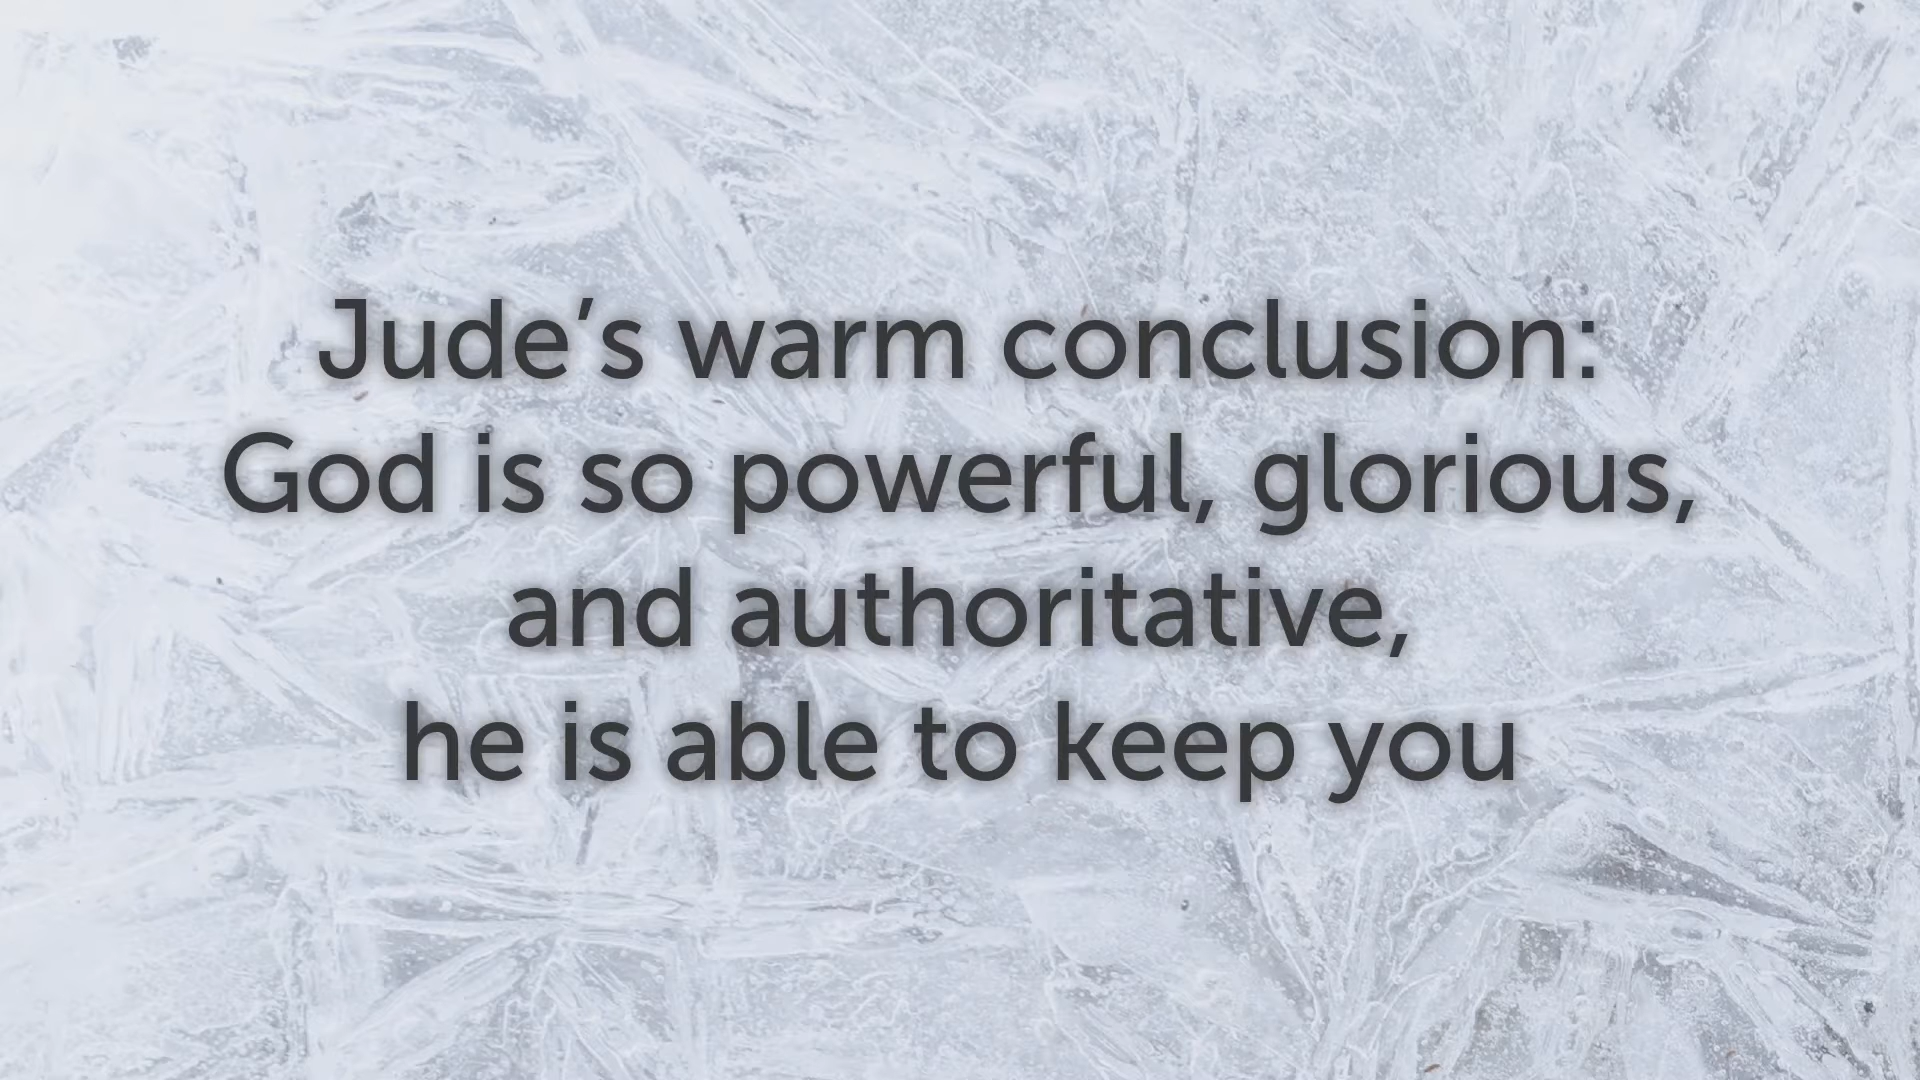 Jude’s warm conclusion:
God is so powerful, glorious,
and authoritative,
he is able to keep you